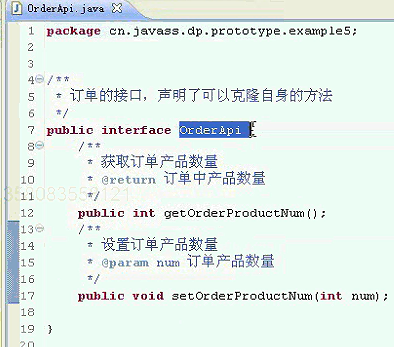 OrderApi.java
1 package cn.javass.dp.prototype.example5;
2
3
4 /**
5 * 订单的接口，声明了可以克隆自身的方法
6 */
7 public interface OrderApi {
8 /**
9 * 获取订单产品数量
10 * @return 订单中产品数量
11 */
12 public int getOrderProductNum();
13 /**
14 * 设置订单产品数量
15 * @param num 订单产品数量
16 */
17 public void setOrderProductNum(int num);
18
19 }
20